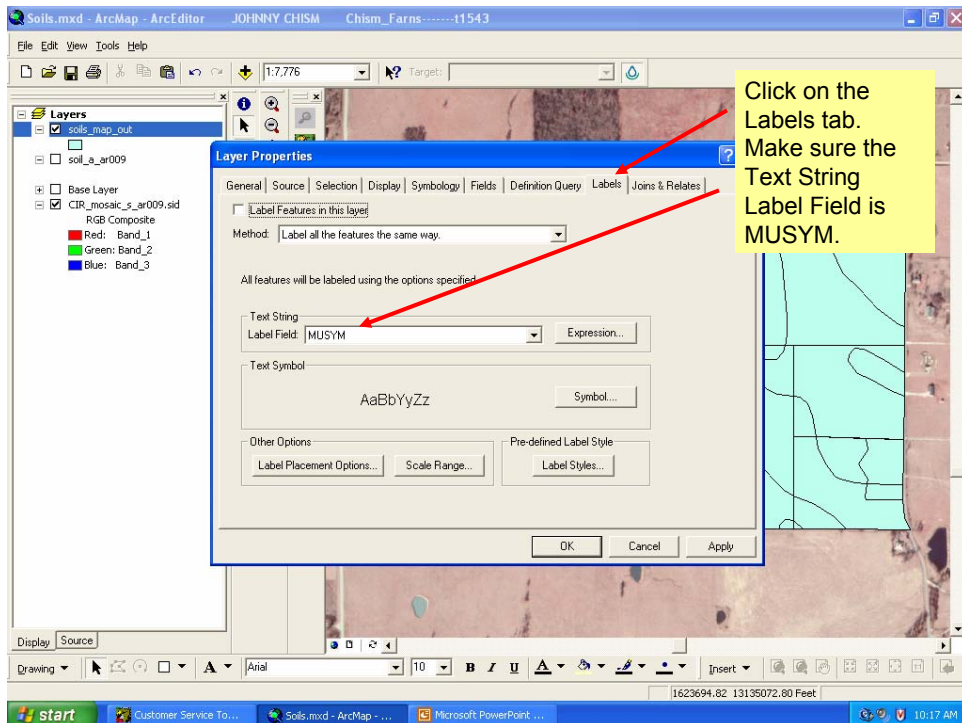 Soils.mxd - ArcMap - ArcEditor JOHNNY CHISM Chism_Farns-------t1543
File Edit View Tools Help
1:7,776 Target:
Layers
soils_map_out
soil_a_ar009
Base Layer
CIR_mosaic_s_ar009.sid
RGB Composite
Red: Band_1
Green: Band_2
Blue: Band_3
Click on the
Labels tab.
Make sure the
Text String
Label Field is
MUSYM.
Layer Properties
General Source Selection Display Symbology Fields Definition Query Labels Joins & Relates
Label Features in this layer
Method: Label all the features the same way.
All features will be labeled using the options specified.
Text String
Label Field: MUSYM Expression...
Text Symbol
AaBbYyZz Symbol....
Other Options Pre-defined Label Style
Label Placement Options... Scale Range... Label Styles...
OK Cancel Apply
Display Source
Drawing A Arial 10 B I U A Insert
1623694.82 13135072.80 Feet
start Customer Service To... Soils.mxd - ArcMap - ... Microsoft PowerPoint ... 10:17 AM